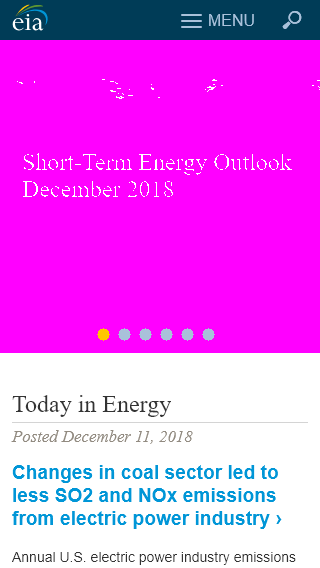 eia
MENU
Short-Term Energy Outlook
December 2018
Today in Energy
Posted December 11, 2018
Changes in coal sector led to
less SO2 and NOx emissions
from electric power industry ›
Annual U.S. electric power industry emissions